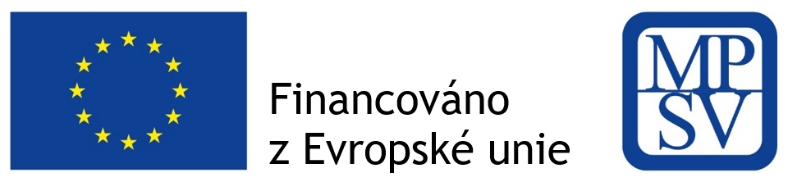 Financováno
z Evropské unie
MP
SV